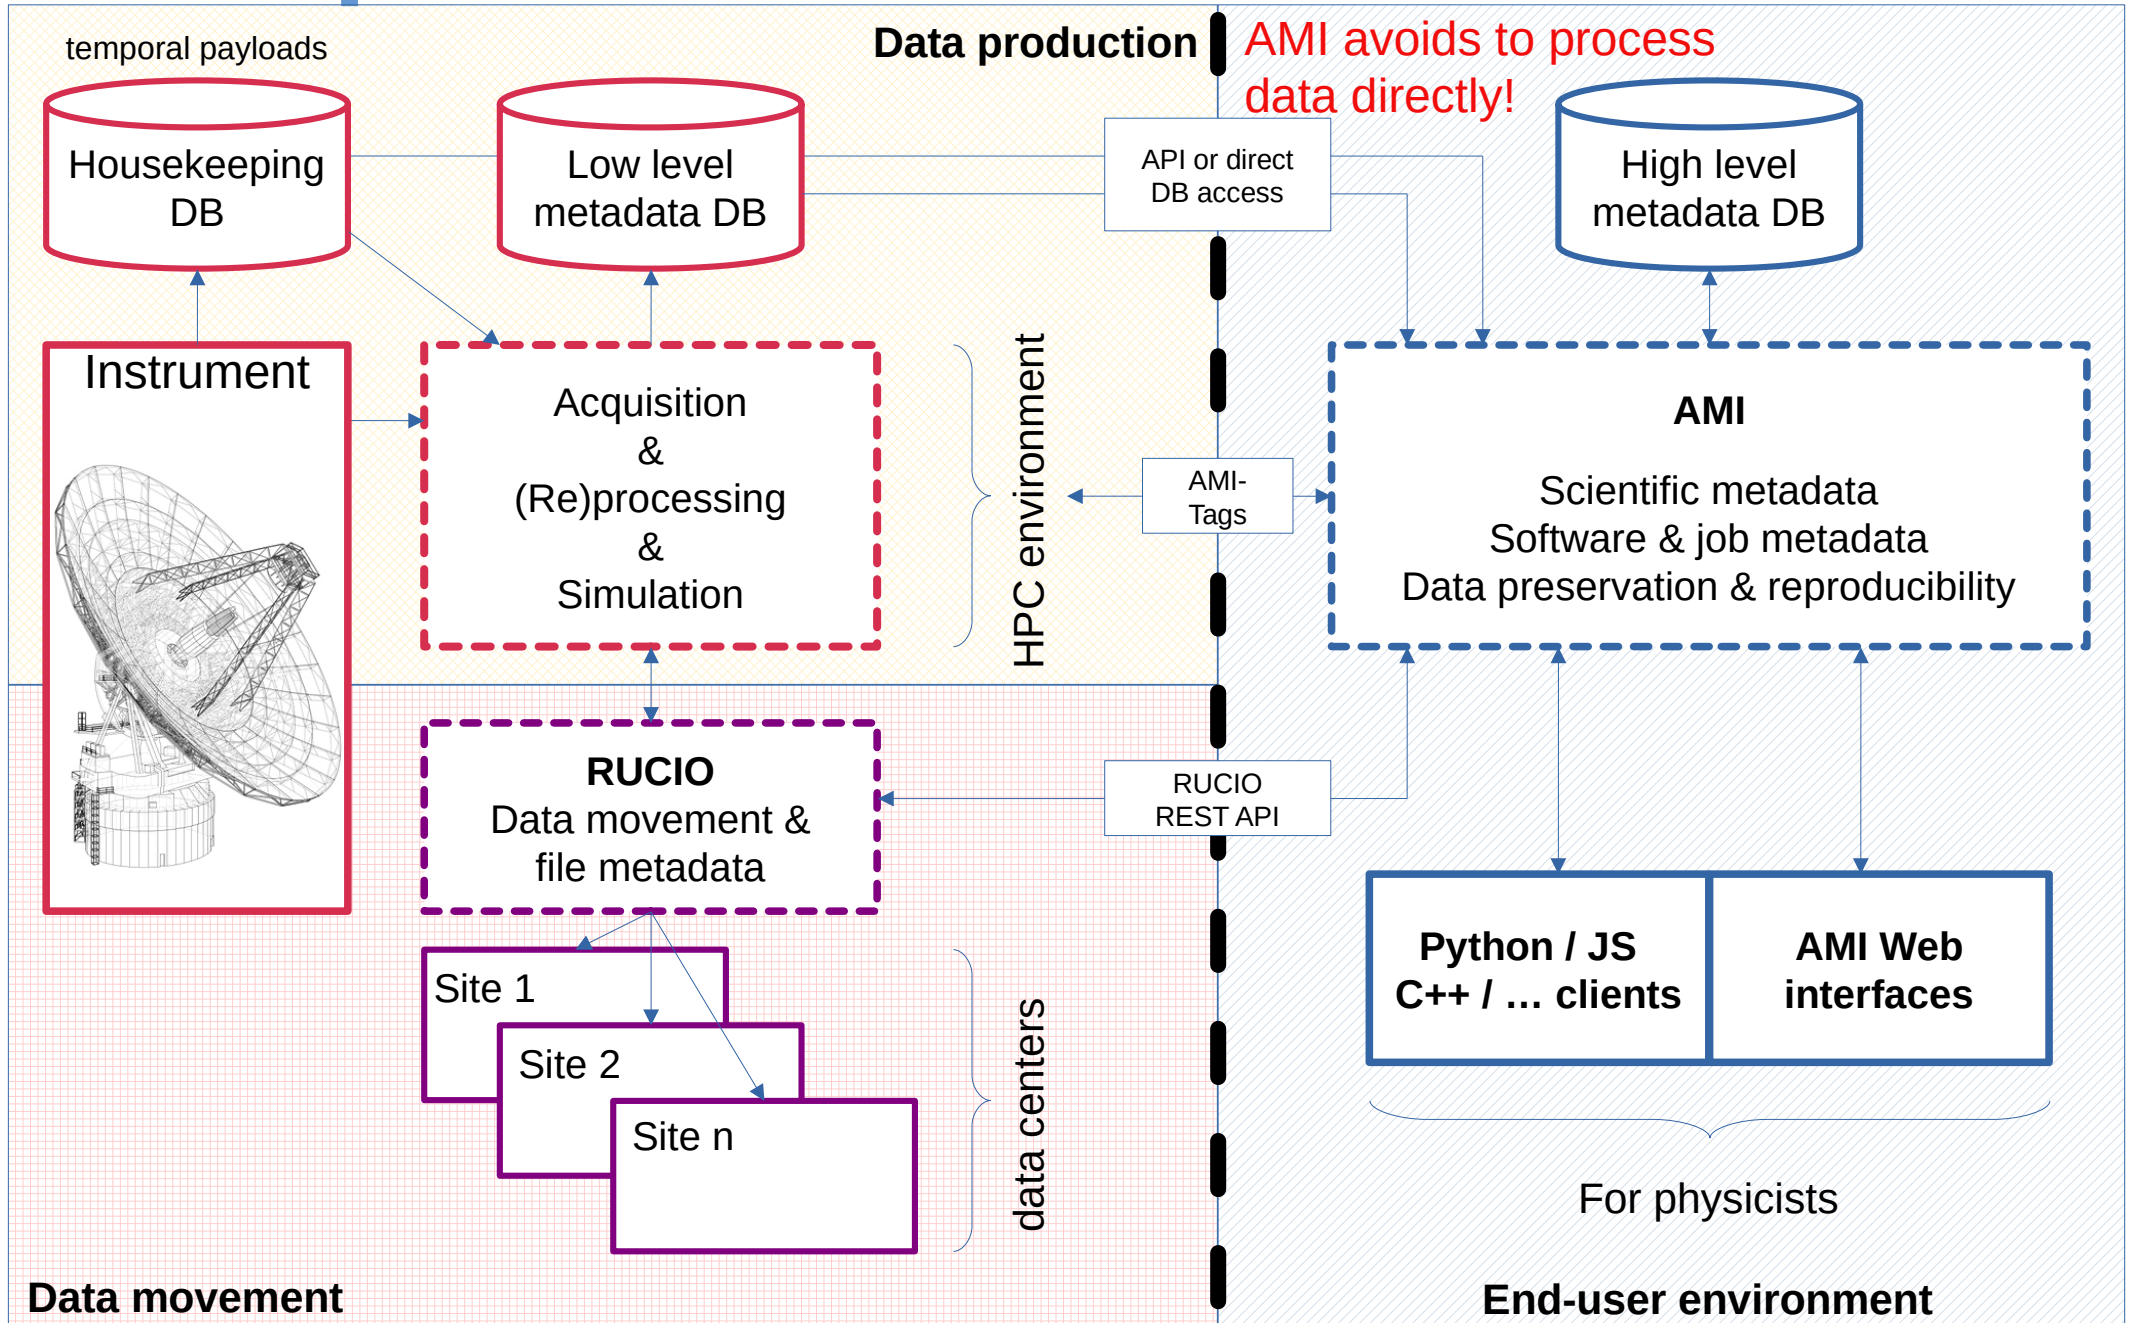 temporal payloads
Data production
AMI avoids to process
data directly!
Housekeeping
DB
Low level
metadata DB
API or direct
DB access
High level
metadata DB
Instrument
Acquisition
&
(Re)processing
&
Simulation
HPC environment
AMI-
Tags
AMI
Scientific metadata
Software & job metadata
Data preservation & reproducibility
RUCIO
Data movement &
file metadata
RUCIO
REST API
Site 1
Site 2
Site n
data centers
Python / JS
C++ / … clients
AMI Web
interfaces
For physicists
Data movement
End-user environment